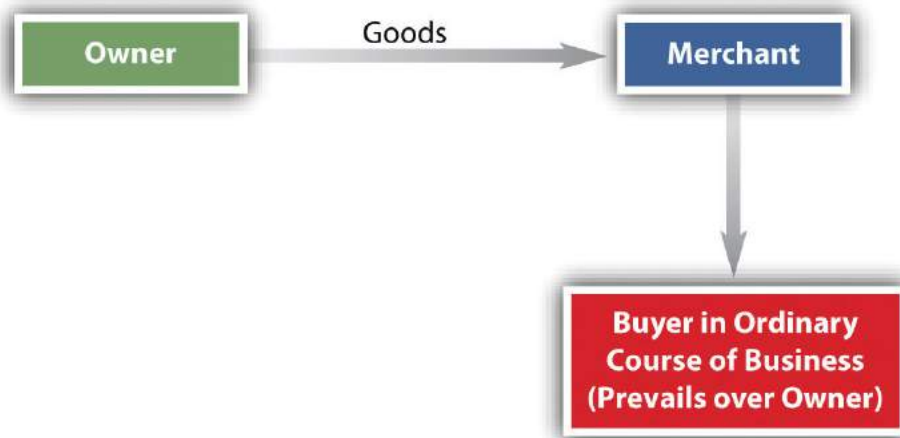 Owner
Goods
Merchant
Buyer in Ordinary
Course of Business
(Prevails over Owner)